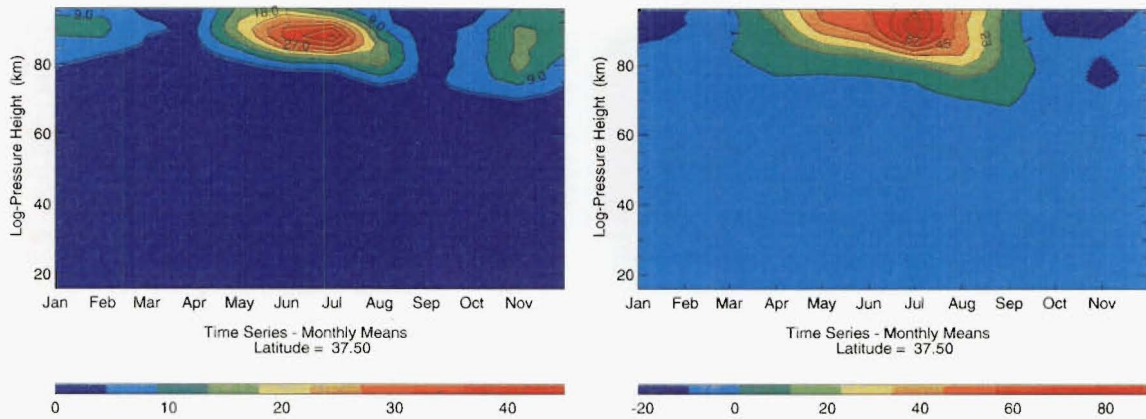 Log-Pressure Height (km)
80
60
40
20
9.0
18.0
27.0
9.0
9.0
Jan Feb Mar Apr May Jun Jul Aug Sep Oct Nov
Time Series - Monthly Means
Latitude = 37.50
0 10 20 30 40
Log-Pressure Height (km)
80
60
40
20
45
23
Jan Feb Mar Apr May Jun Jul Aug Sep Oct Nov
Time Series - Monthly Means
Latitude = 37.50
-20 0 20 40 60 80